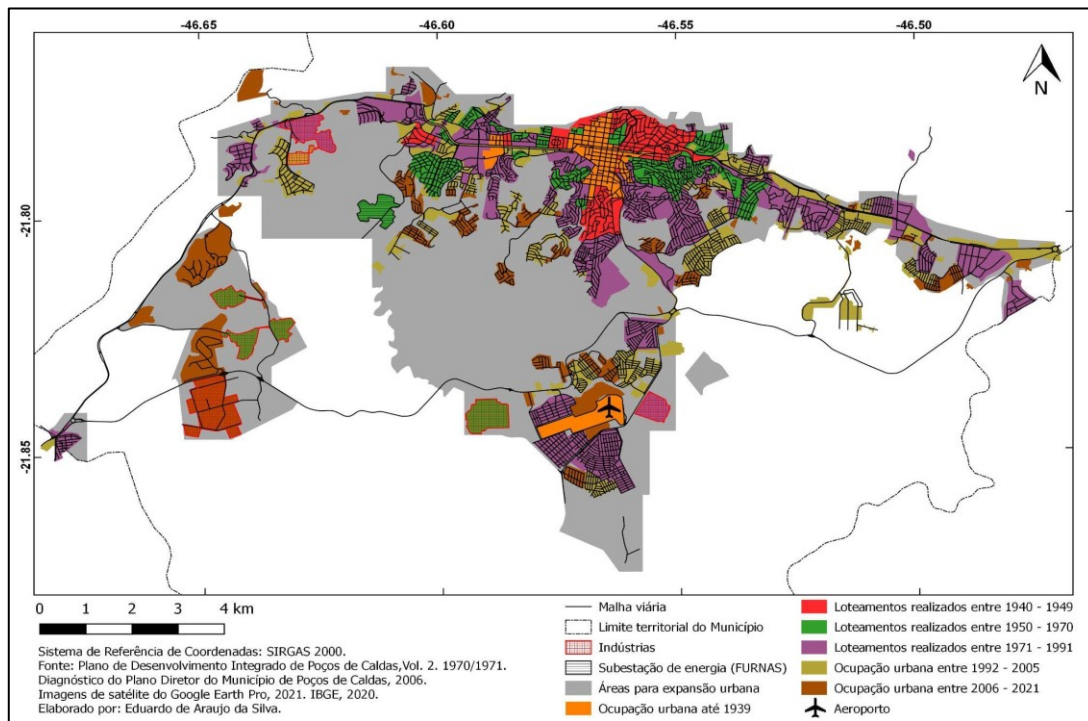 -46.65 -46.60 -46.55 -46.50
N
-21.80
-21.85
0 1 2 3 4 km
Sistema de Referência de Coordenadas: SIRGAS 2000.
Fonte: Plano de Desenvolvimento Integrado de Poços de Caldas,Vol. 2. 1970/1971.
Diagnóstico do Plano Diretor do Município de Poços de Caldas, 2006.
Imagens de satélite do Google Earth Pro, 2021. IBGE, 2020.
Elaborado por: Eduardo de Araujo da Silva.
Malha viária
Limite territorial do Município
Indústrias
Subestação de energia (FURNAS)
Áreas para expansão urbana
Ocupação urbana até 1939
Loteamentos realizados entre 1940 - 1949
Loteamentos realizados entre 1950 - 1970
Loteamentos realizados entre 1971 - 1991
Ocupação urbana entre 1992 - 2005
Ocupação urbana entre 2006 - 2021
Aeroporto